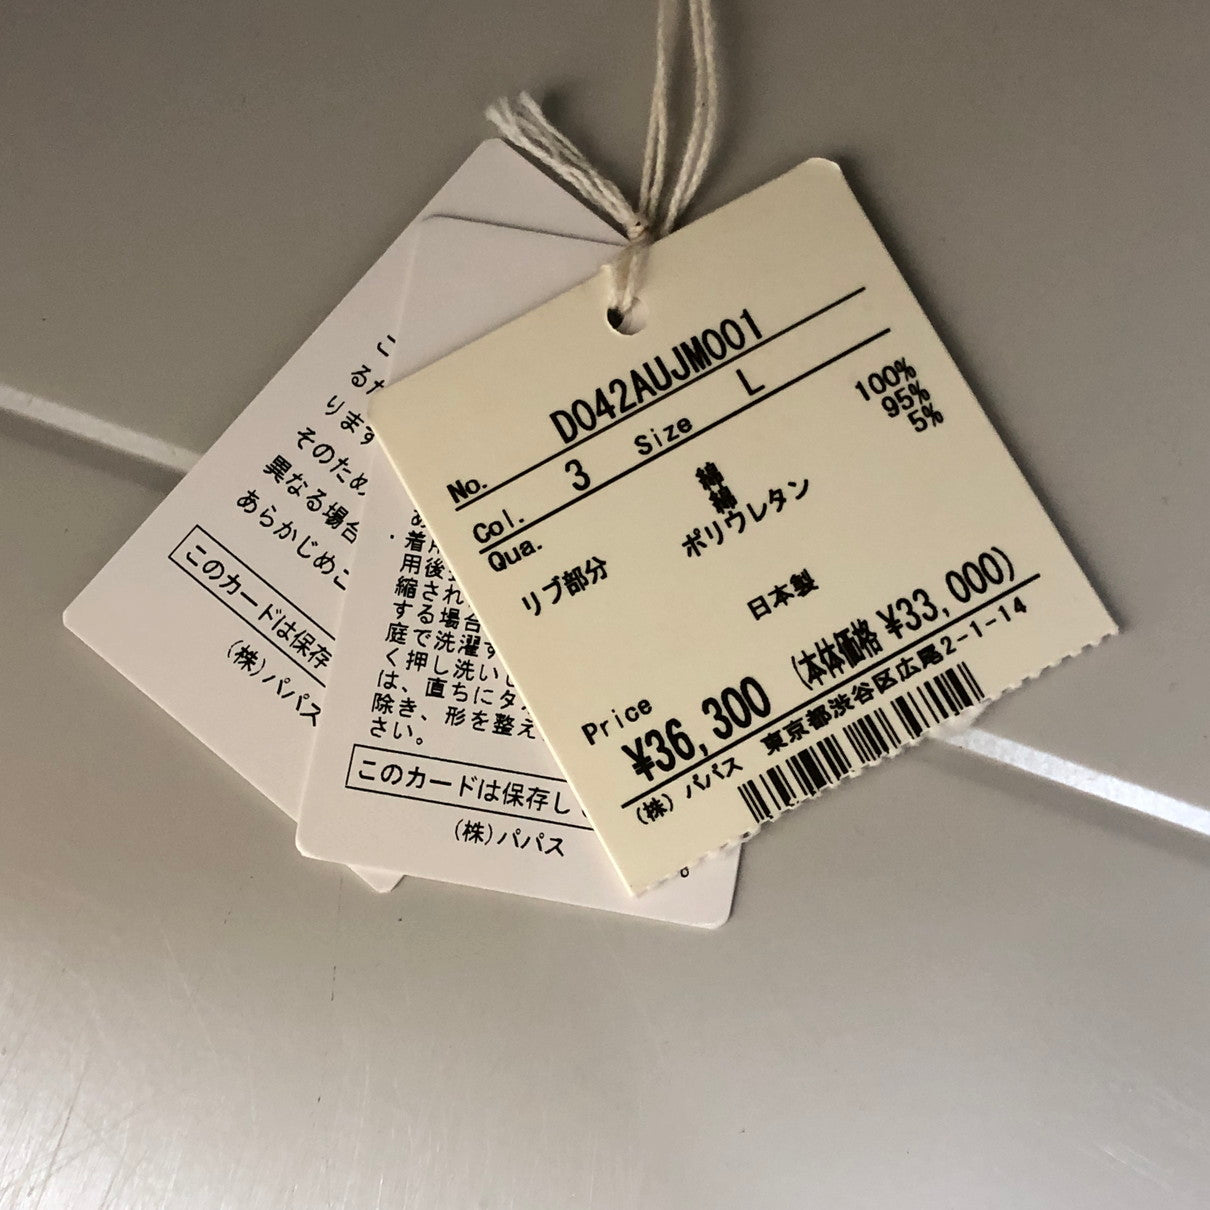 No. D042AUJM001
Col. 3 Size L
Qua. 綿 100%
リブ部分 綿 95%
ポリウレタン 5%
日本製
Price
¥36,300 (本体価格 ¥33,000)
(株) パパス 東京都渋谷区広尾2-1-14
着用
用後
縮され
する場合
庭で洗濯す
く押し洗いし
は、直ちにタ
除き、形を整え
さい。
このカードは保存し
(株)パパス
こ
るた
ります
そのため
異なる場合
あらかじめご
このカードは保存
(株)パパス